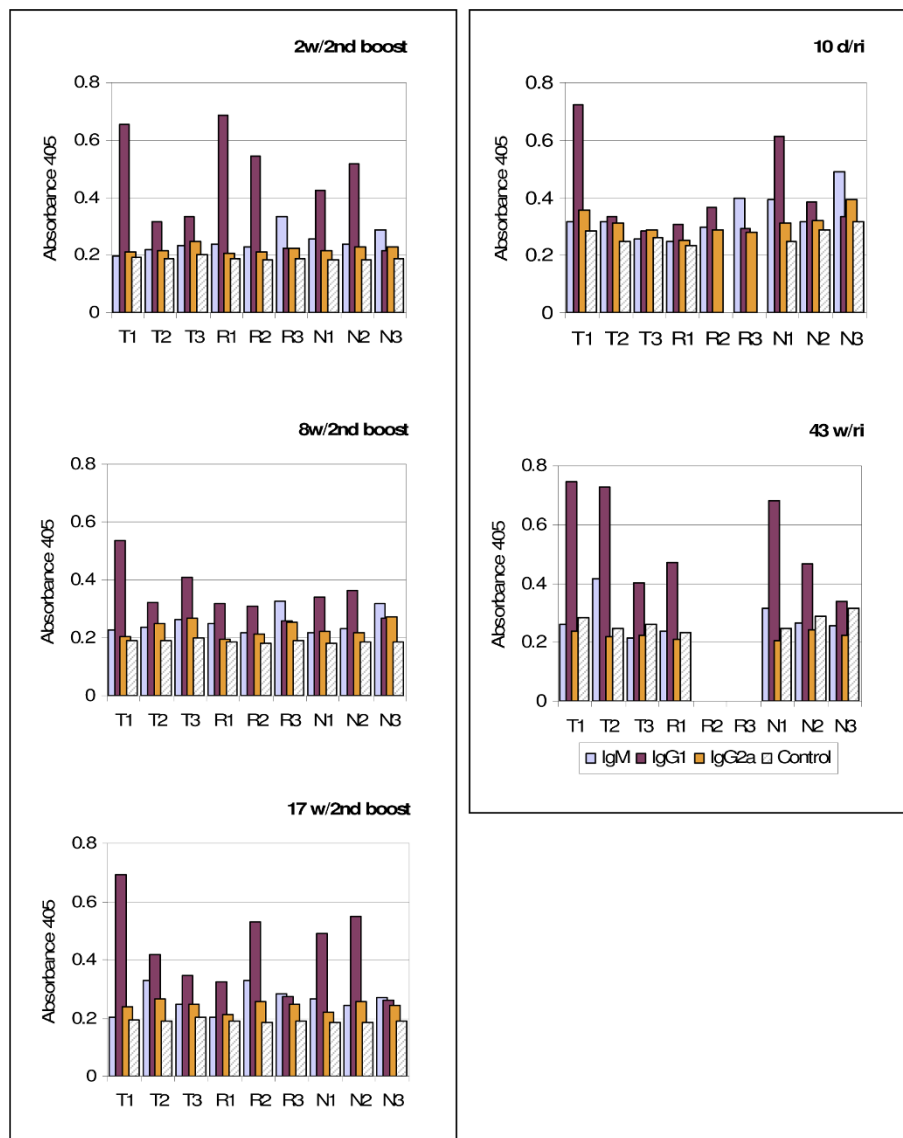 2w/2nd boost
0.8
0.6
0.4
0.2
0
Absorbance 405
T1 T2 T3 R1 R2 R3 N1 N2 N3
8w/2nd boost
0.8
0.6
0.4
0.2
0
Absorbance 405
T1 T2 T3 R1 R2 R3 N1 N2 N3
17 w/2nd boost
0.8
0.6
0.4
0.2
0
Absorbance 405
T1 T2 T3 R1 R2 R3 N1 N2 N3
10 d/ri
0.8
0.6
0.4
0.2
0
Absorbance 405
T1 T2 T3 R1 R2 R3 N1 N2 N3
43 w/ri
0.8
0.6
0.4
0.2
0
Absorbance 405
T1 T2 T3 R1 R2 R3 N1 N2 N3
IgM IgG1 IgG2a Control